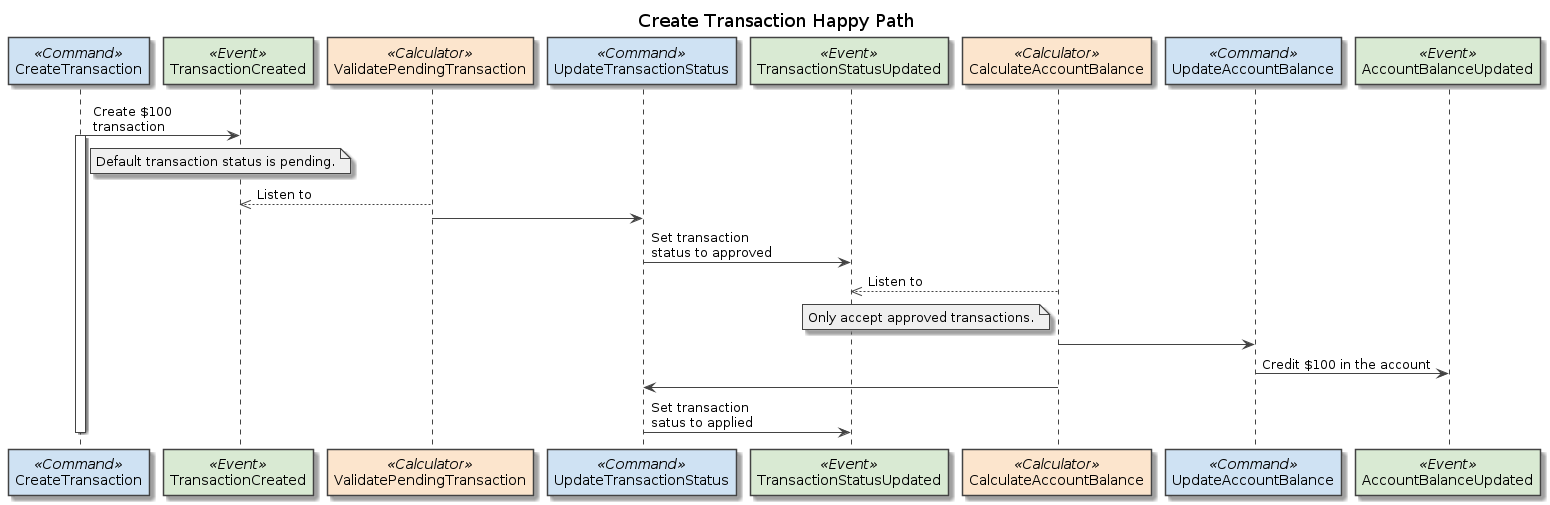 Create Transaction Happy Path
«Command»
CreateTransaction
«Event»
TransactionCreated
«Calculator»
ValidatePendingTransaction
«Command»
UpdateTransactionStatus
«Event»
TransactionStatusUpdated
«Calculator»
CalculateAccountBalance
«Command»
UpdateAccountBalance
«Event»
AccountBalanceUpdated
Create $100
transaction
Default transaction status is pending.
Listen to
Set transaction
status to approved
Listen to
Only accept approved transactions.
Credit $100 in the account
Set transaction
satus to applied
«Command»
CreateTransaction
«Event»
TransactionCreated
«Calculator»
ValidatePendingTransaction
«Command»
UpdateTransactionStatus
«Event»
TransactionStatusUpdated
«Calculator»
CalculateAccountBalance
«Command»
UpdateAccountBalance
«Event»
AccountBalanceUpdated